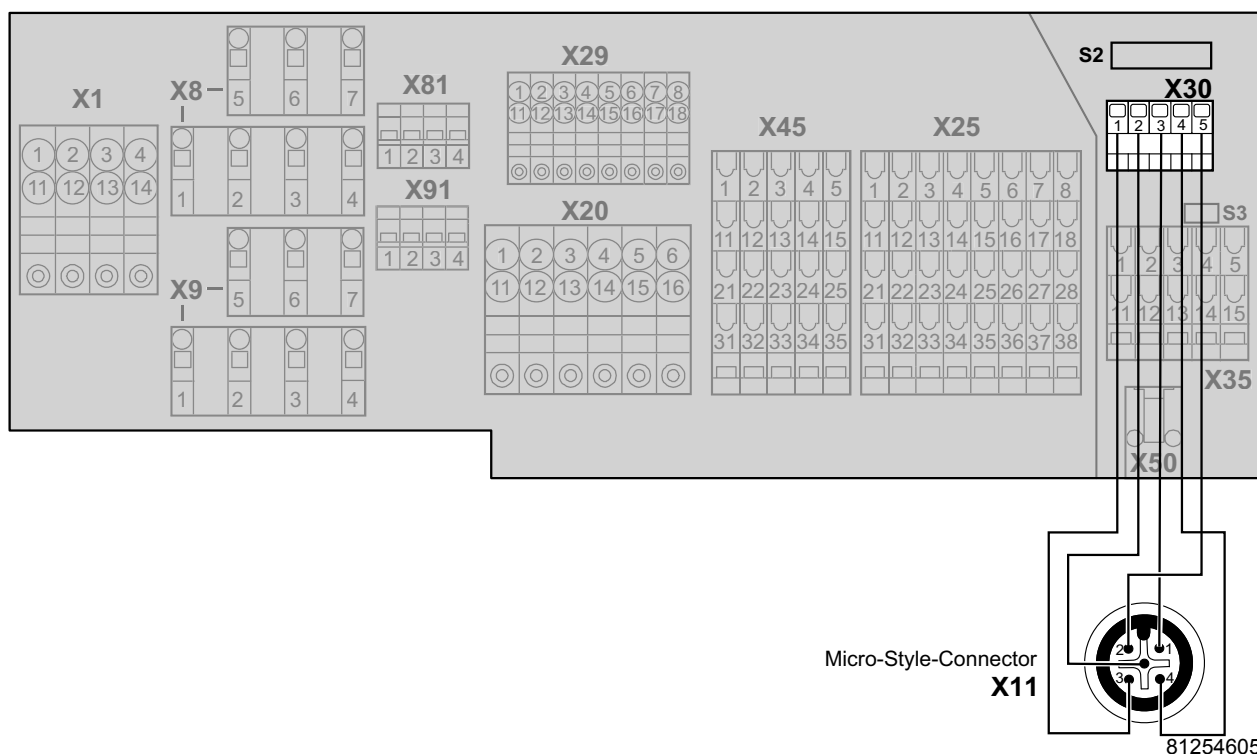 S2
X30
1 2 3 4 5
X29
1 2 3 4 5 6 7 8
11 12 13 14 15 16 17 18
X8
5 6 7
1 2 3 4
X81
1 2 3 4
X1
1 2 3 4
11 12 13 14
X45
1 2 3 4 5
11 12 13 14 15
21 22 23 24 25
31 32 33 34 35
X25
1 2 3 4 5 6 7 8
11 12 13 14 15 16 17 18
21 22 23 24 25 26 27 28
31 32 33 34 35 36 37 38
X91
1 2 3 4
X20
1 2 3 4 5 6
11 12 13 14 15 16
S3
1 2 3 4 5
11 12 13 14 15
X35
X9
5 6 7
1 2 3 4
X50
Micro-Style-Connector
X11
2 1
3 4
81254605